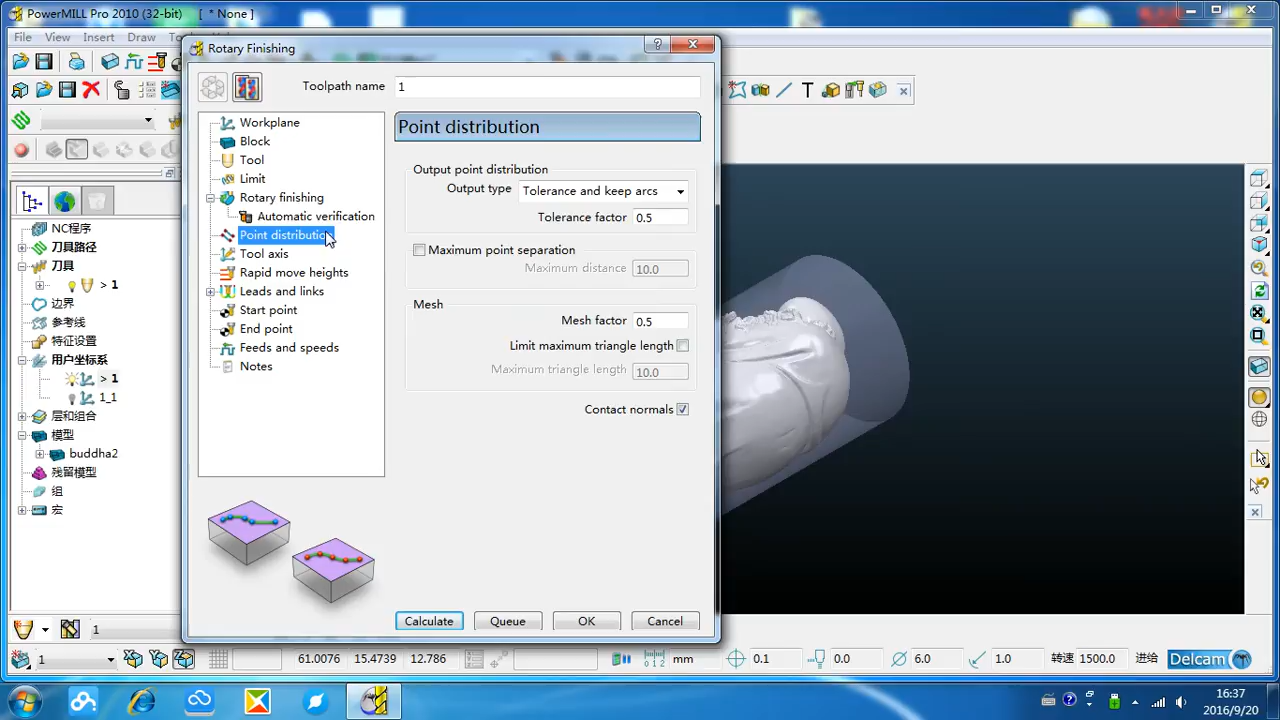 PowerMILL Pro 2010 (32-bit) [ * None ]
File View Insert Draw
Rotary Finishing
Toolpath name 1
Workplane
Block
Tool
Limit
Rotary finishing
Automatic verification
Point distribution
Tool axis
Rapid move heights
Leads and links
Start point
End point
Feeds and speeds
Notes
Point distribution
Output point distribution
Output type Tolerance and keep arcs
Tolerance factor 0.5
Maximum point separation
Maximum distance 10.0
Mesh
Mesh factor 0.5
Limit maximum triangle length
Maximum triangle length 10.0
Contact normals
Calculate Queue OK Cancel
NC程序
刀具路径
刀具
> 1
边界
参考线
特征设置
用户坐标系
> 1
1_1
层和组合
模型
buddha2
残留模型
组
宏
1
1 61.0076 15.4739 12.786 mm 0.1 0.0 6.0 1.0 转速 1500.0 进给 Delcam
16:37
2016/9/20